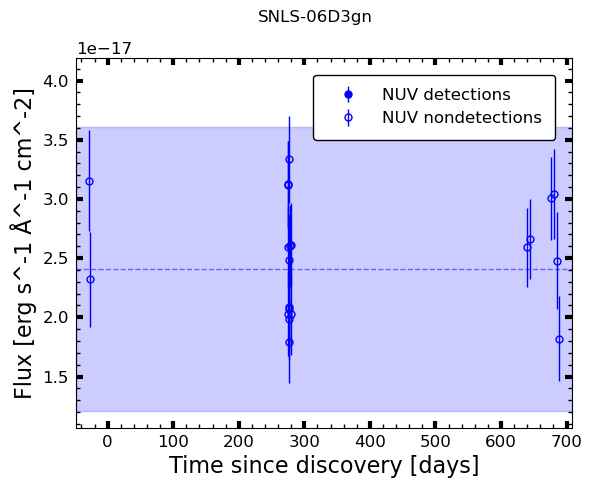 SNLS-06D3gn
1e−17
NUV detections
NUV nondetections
4.0
3.5
3.0
2.5
2.0
1.5
Flux [erg s^-1 Å^-1 cm^-2]
0 100 200 300 400 500 600 700
Time since discovery [days]